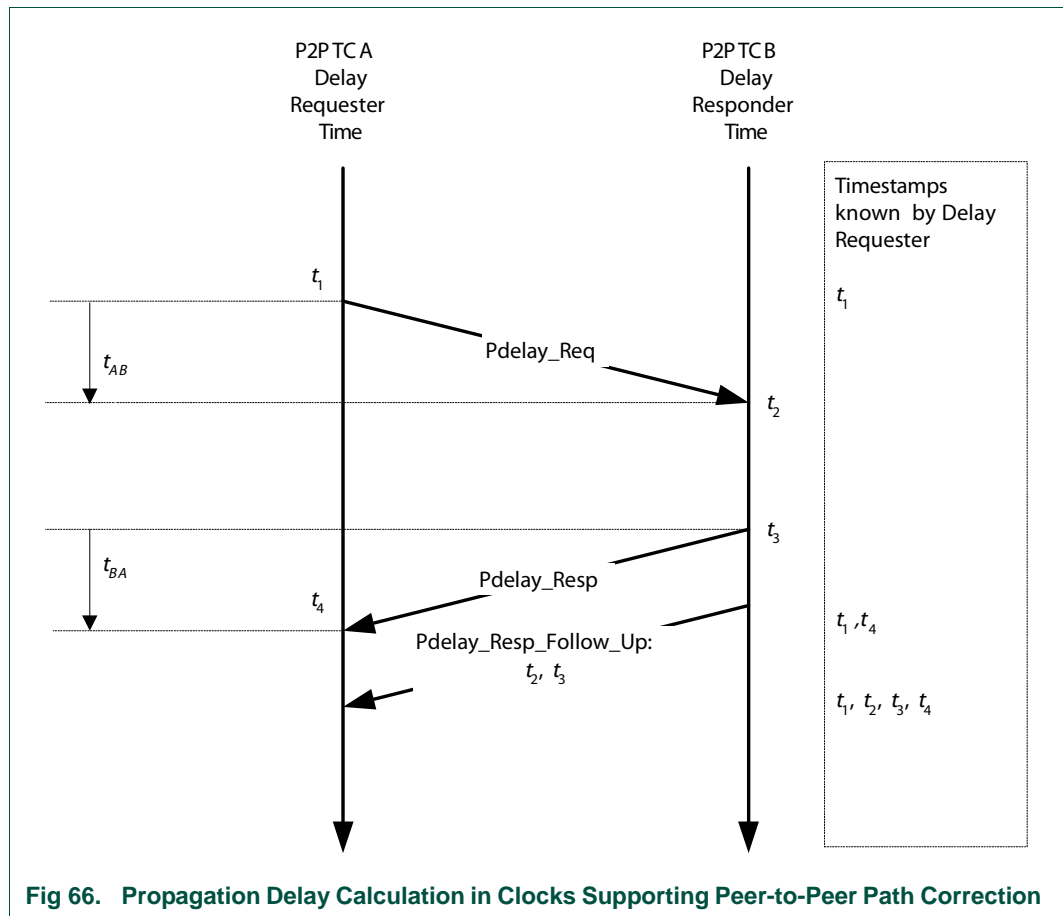 P2P TC A
Delay
Requester
Time
P2P TC B
Delay
Responder
Time
Timestamps
known by Delay
Requester
t1
t1
tAB
Pdelay_Req
t2
t3
tBA
Pdelay_Resp
t4
t1 ,t4
Pdelay_Resp_Follow_Up:
t2, t3
t1, t2, t3, t4
Fig 66. Propagation Delay Calculation in Clocks Supporting Peer-to-Peer Path Correction